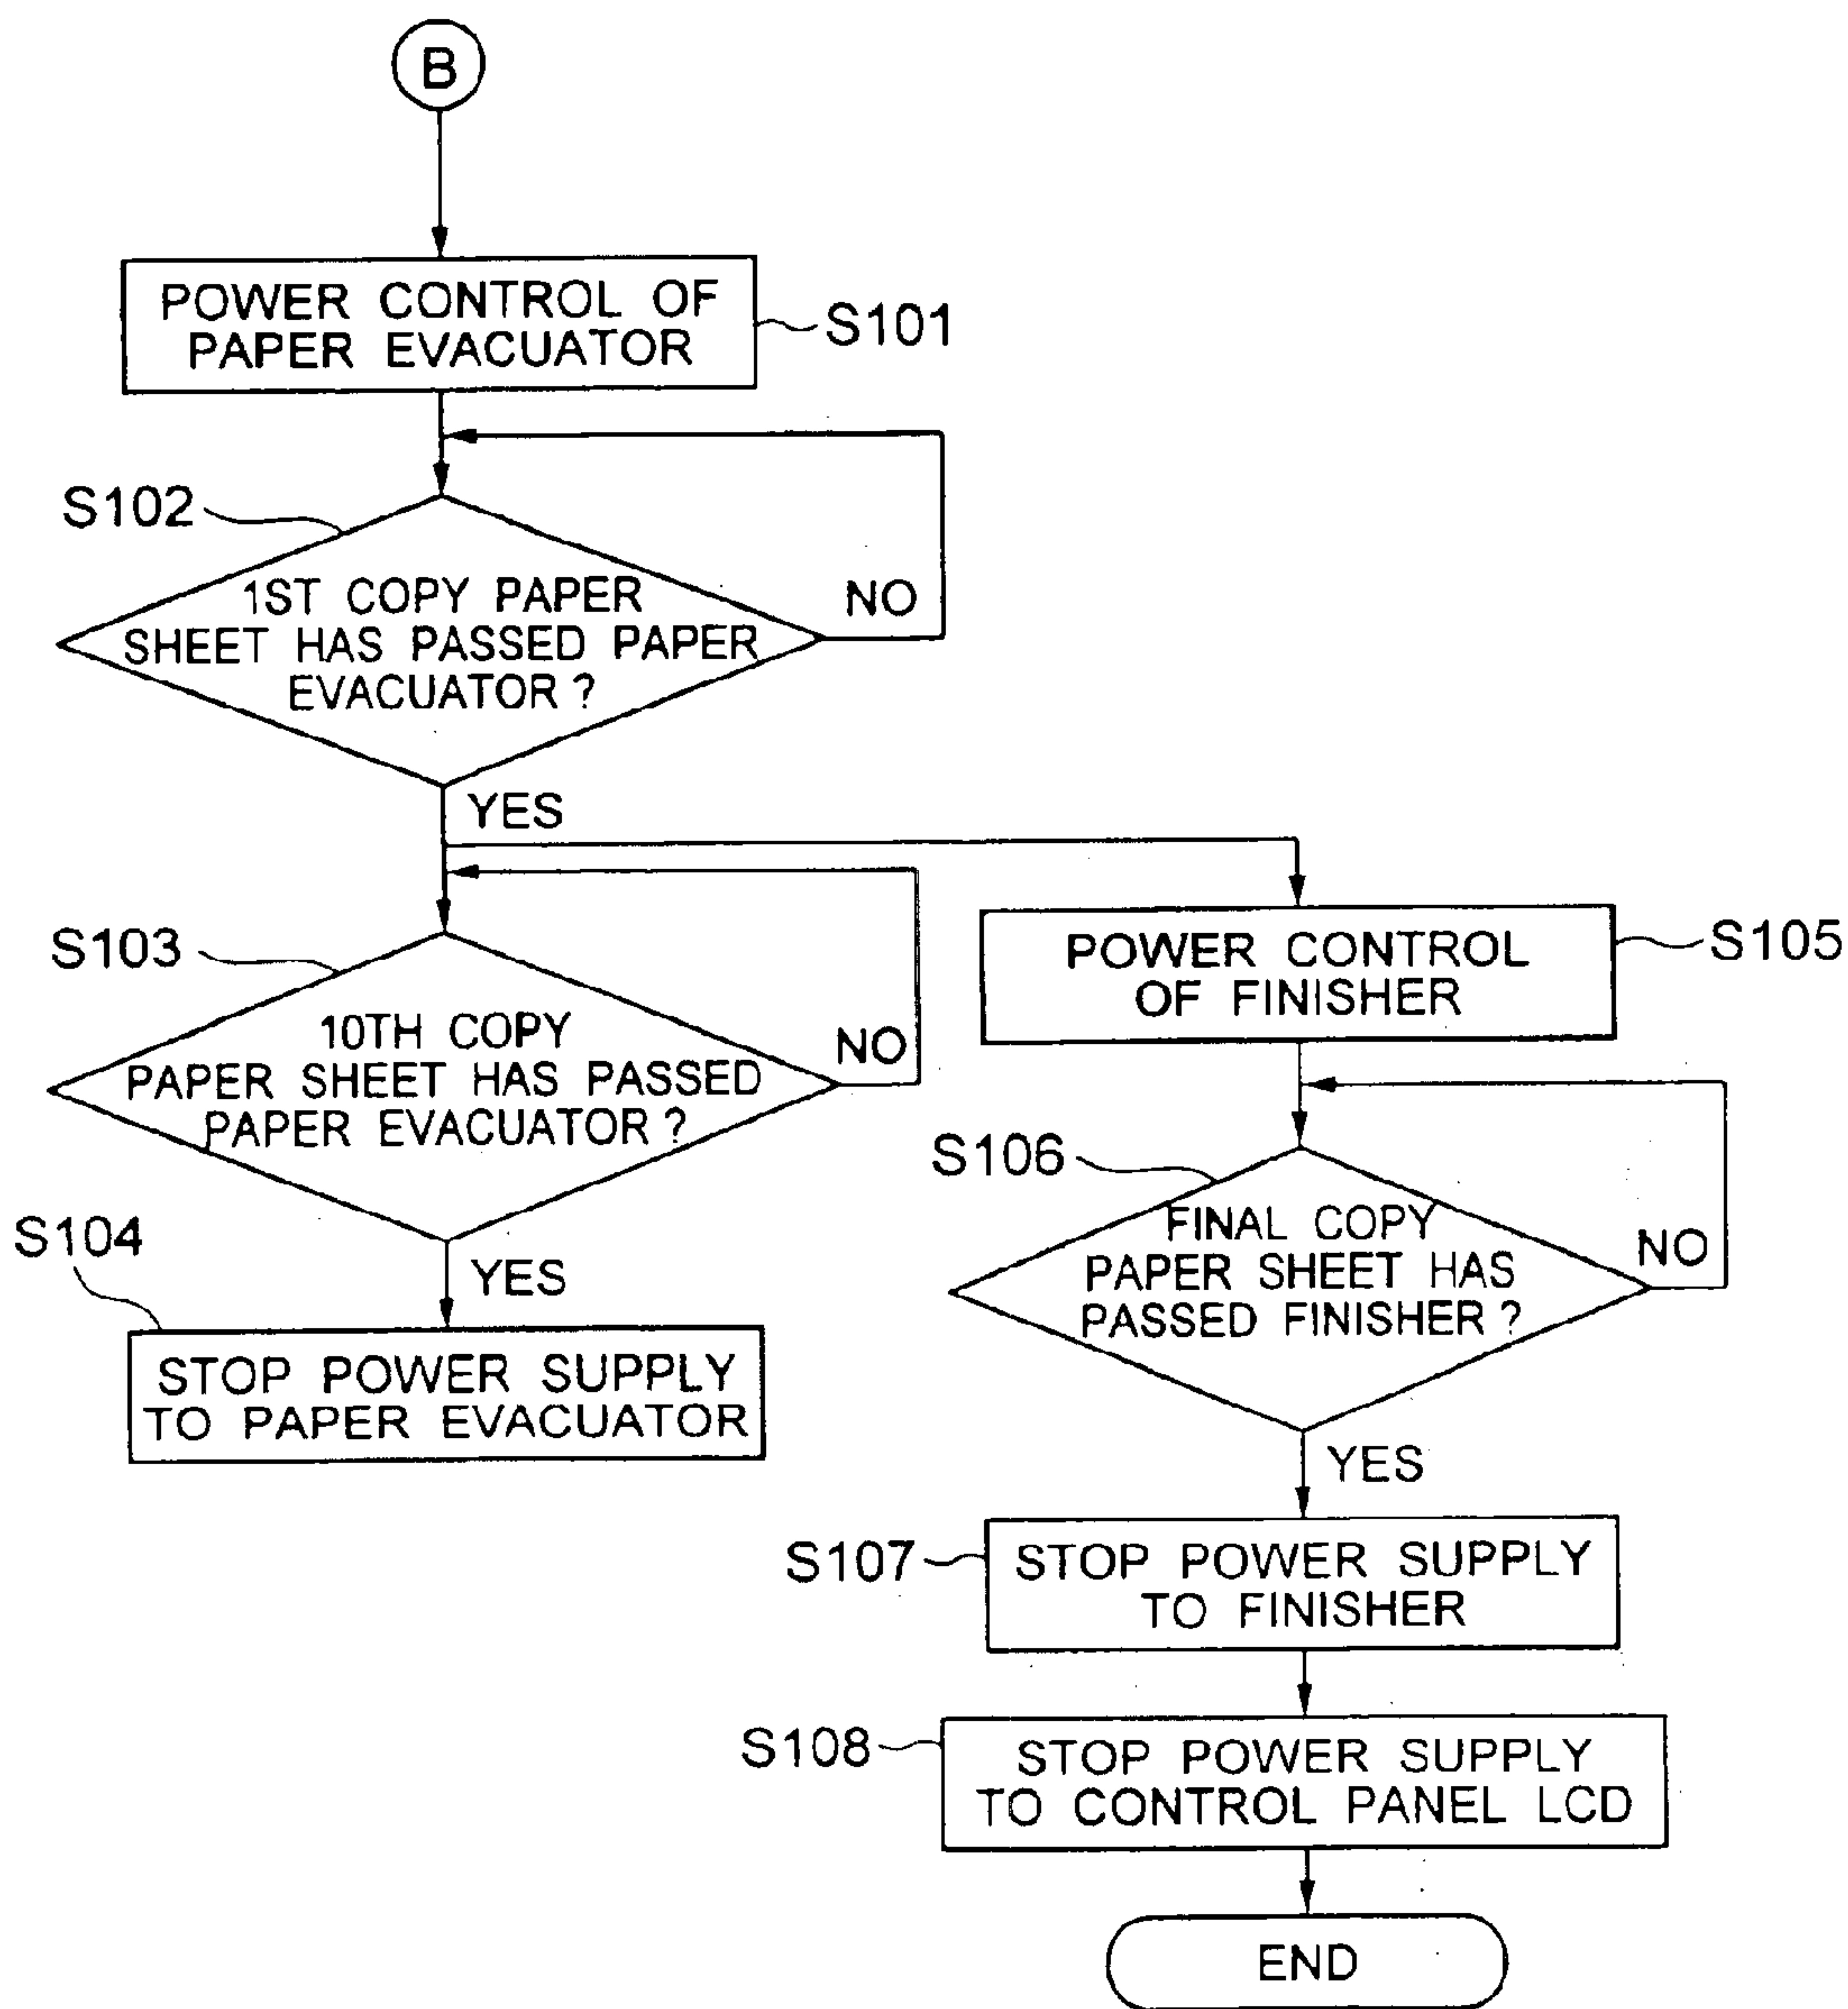 B
POWER CONTROL OF
PAPER EVACUATOR
S101
S102
1ST COPY PAPER
SHEET HAS PASSED PAPER
EVACUATOR?
NO
YES
S103
10TH COPY
PAPER SHEET HAS PASSED
PAPER EVACUATOR?
NO
YES
S104
STOP POWER SUPPLY
TO PAPER EVACUATOR
POWER CONTROL
OF FINISHER
S105
S106
FINAL COPY
PAPER SHEET HAS
PASSED FINISHER?
NO
YES
S107
STOP POWER SUPPLY
TO FINISHER
S108
STOP POWER SUPPLY
TO CONTROL PANEL LCD
END